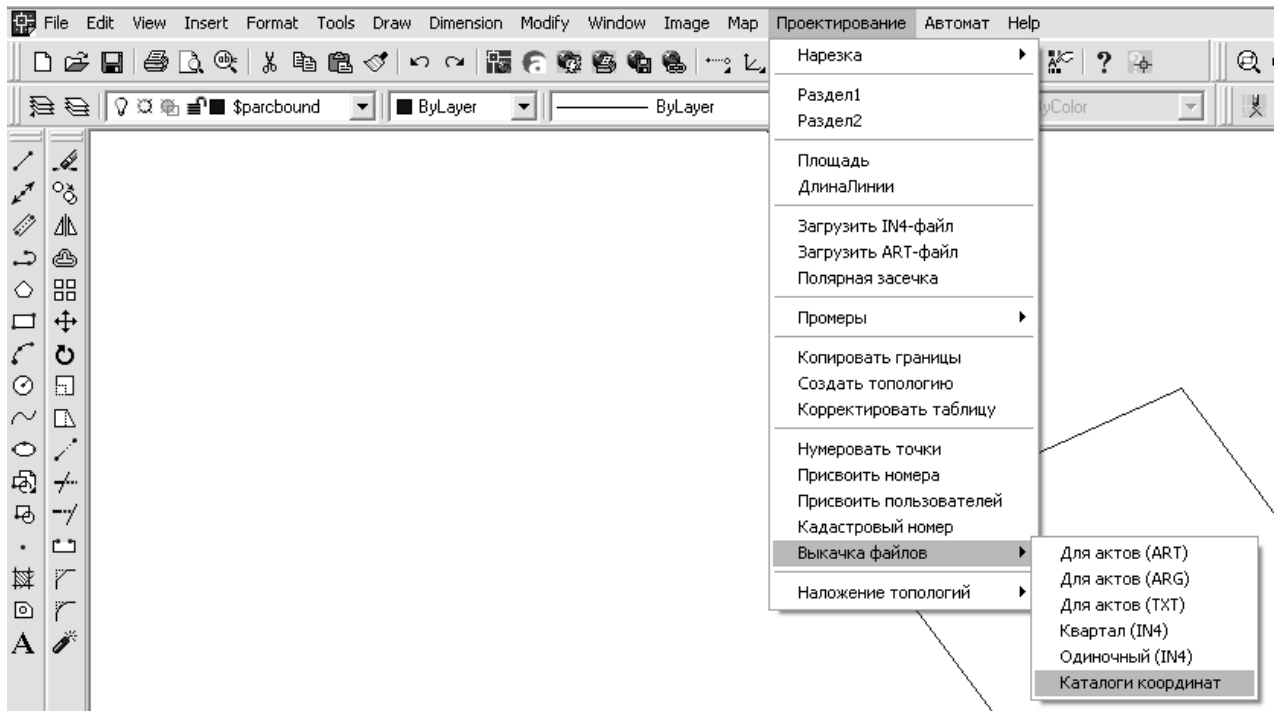 File Edit View Insert Format Tools Draw Dimension Modify Window Image Map Проектирование Автомат Help
$parcbound ByLayer ByLayer yColor
Нарезка
Раздел1
Раздел2
Площадь
ДлинаЛинии
Загрузить IN4-файл
Загрузить ART-файл
Полярная засечка
Промеры
Копировать границы
Создать топологию
Корректировать таблицу
Нумеровать точки
Присвоить номера
Присвоить пользователей
Кадастровый номер
Выкачка файлов
Наложение топологий
Для актов (ART)
Для актов (ARG)
Для актов (TXT)
Квартал (IN4)
Одиночный (IN4)
Каталоги координат